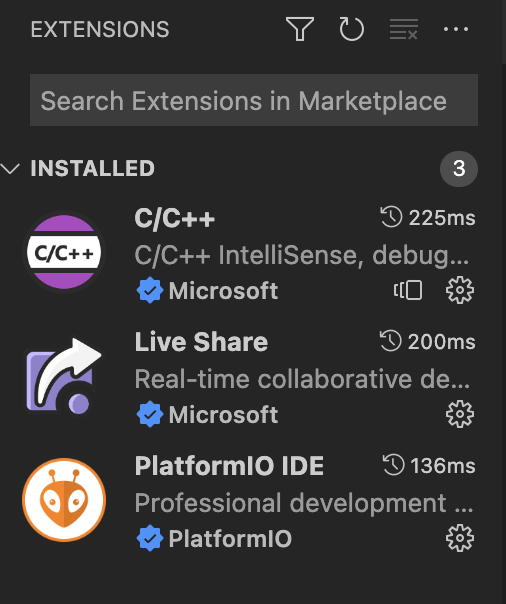 EXTENSIONS
Search Extensions in Marketplace
INSTALLED 3
C/C++ 225ms
C/C++
C/C++ IntelliSense, debug...
Microsoft
Live Share 200ms
Real-time collaborative de...
Microsoft
PlatformIO IDE 136ms
Professional development ...
PlatformIO